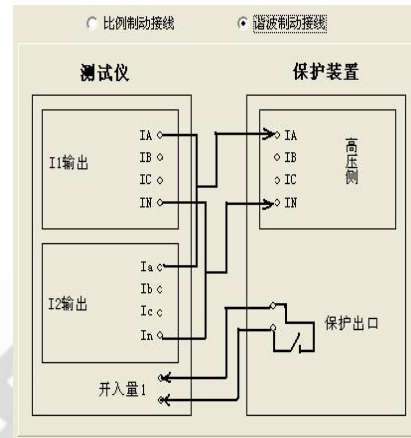 比例制动接线 谐波制动接线
测试仪 保护装置
I1输出
IA
IB
IC
IN
I2输出
Ia
Ib
Ic
In
开入量1
IA
IB
IC
IN
高压侧
保护出口